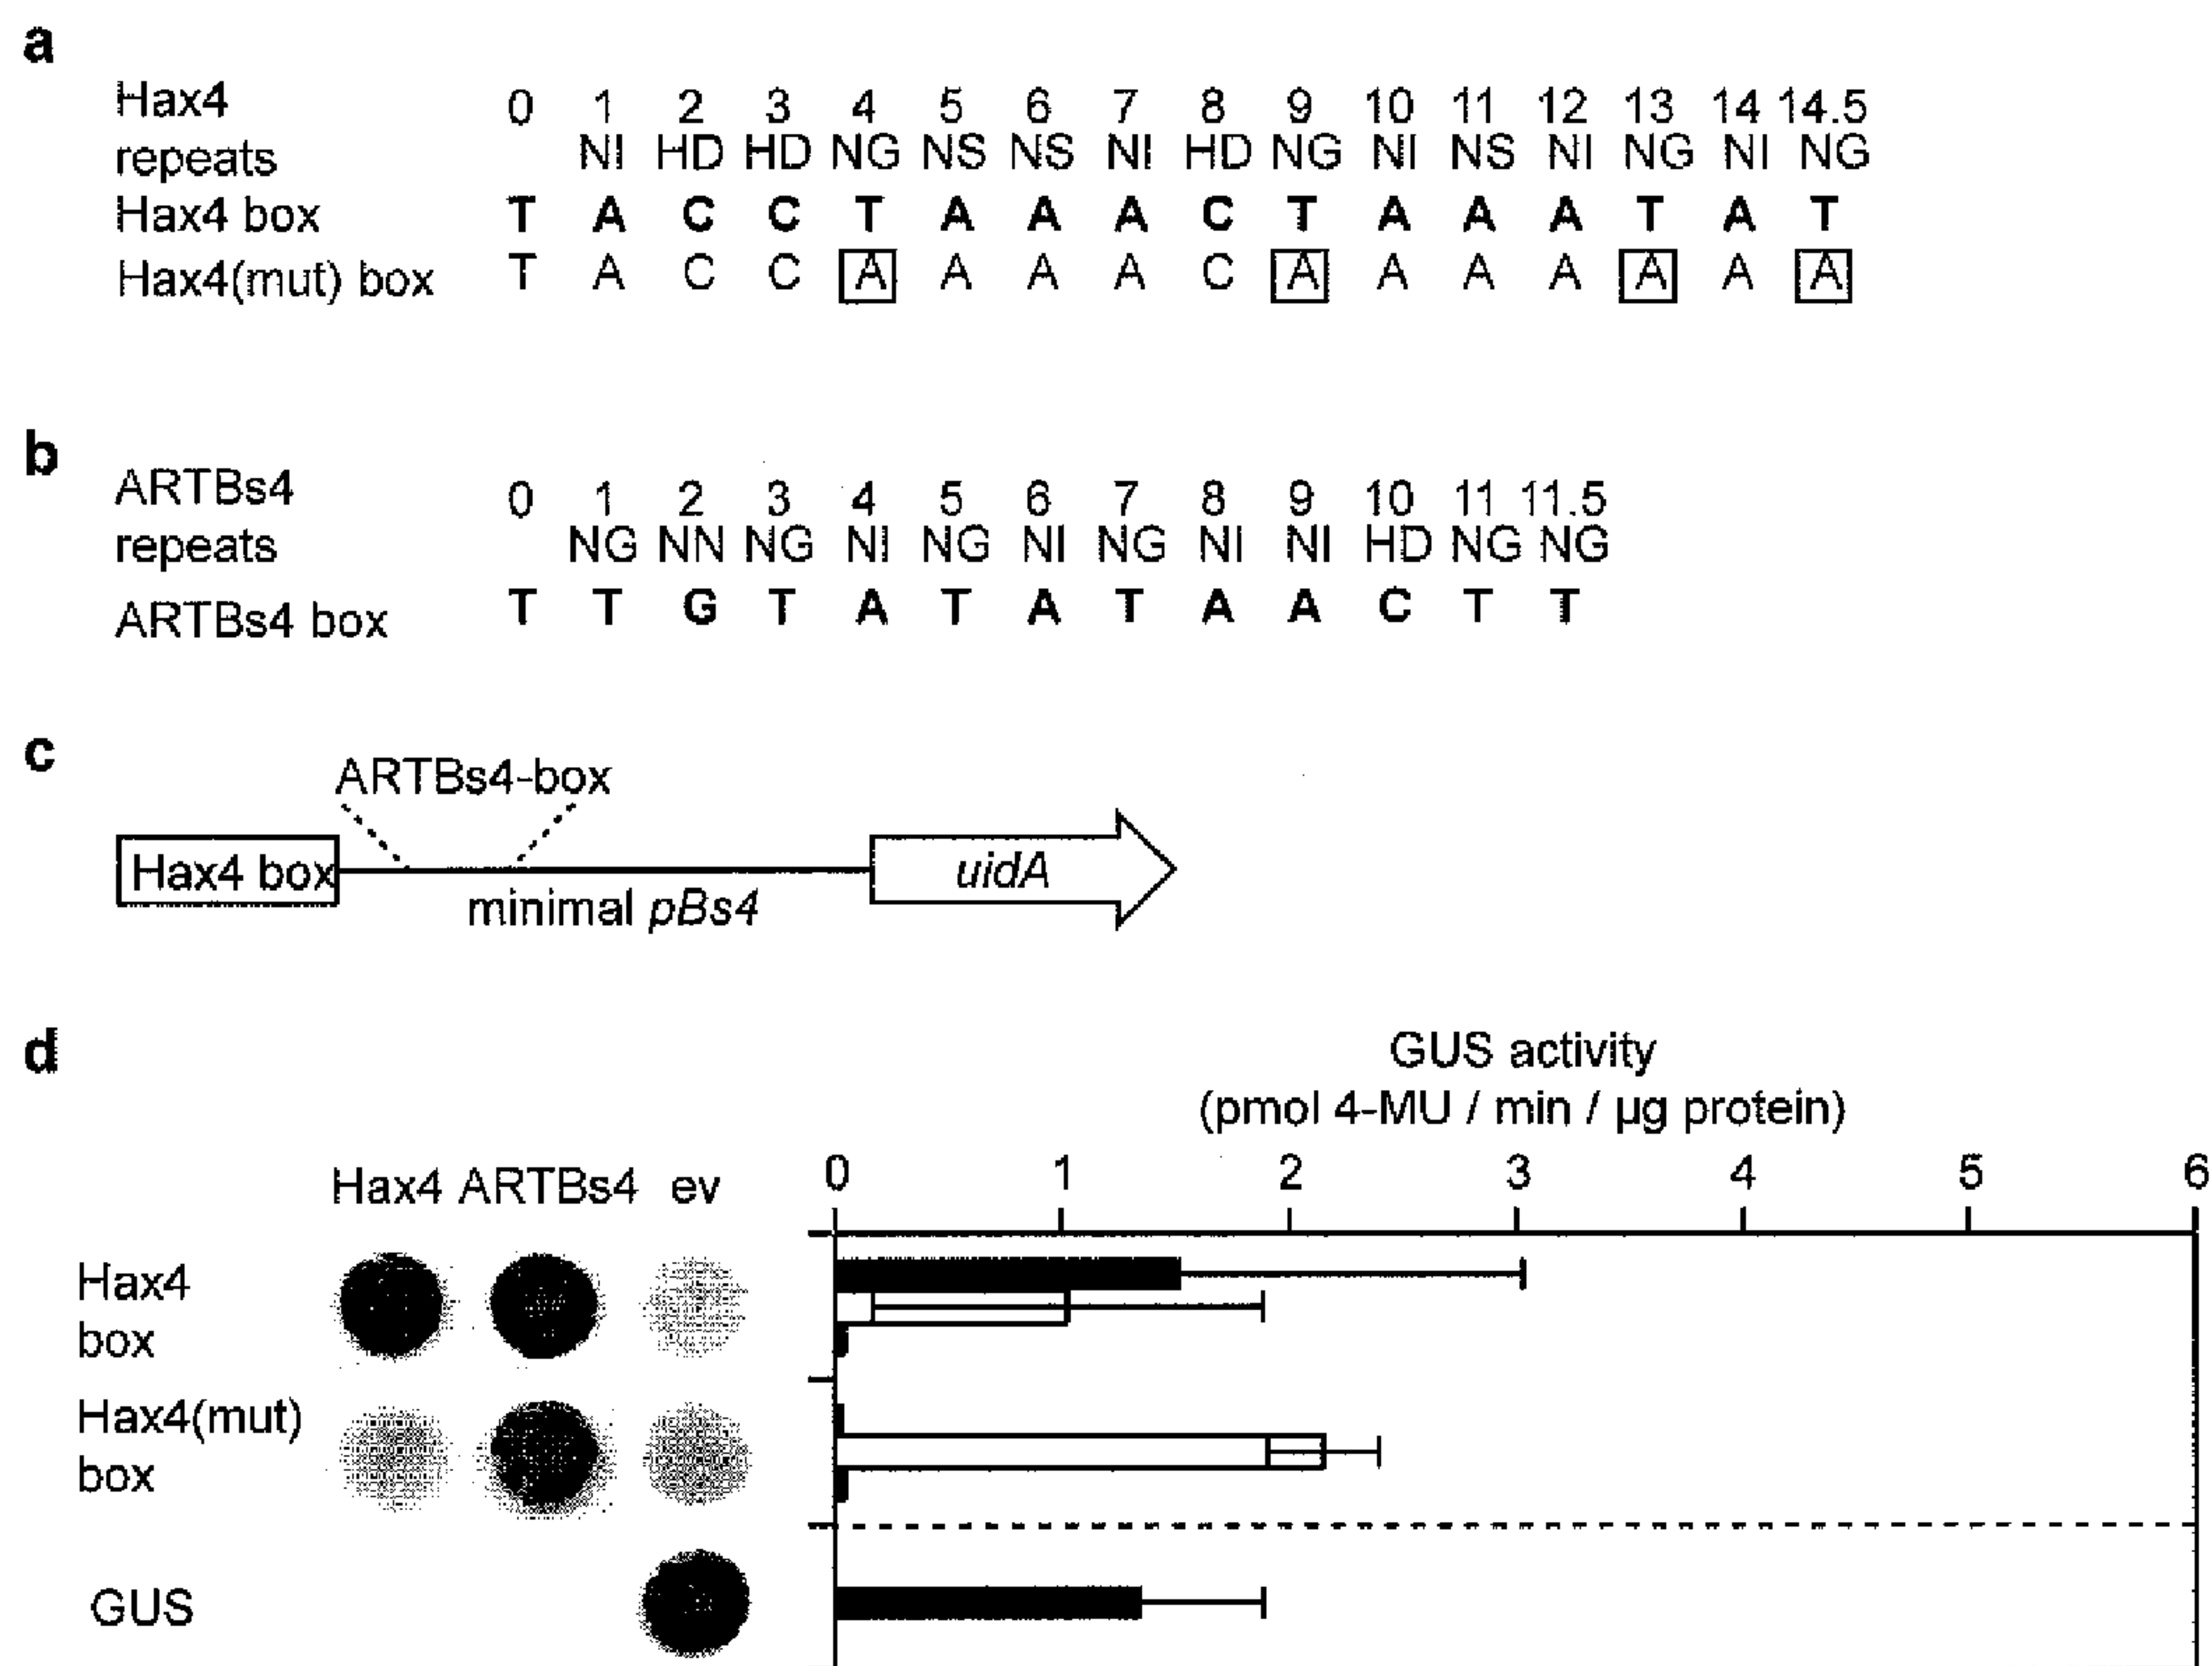 a
Hax4 0 1 2 3 4 5 6 7 8 9 10 11 12 13 14 14.5
repeats NI HD HD NG NS NS NI HD NG NI NS NI NG NI NG
Hax4 box T A C C T A A A C T A A A T A T
Hax4(mut) box T A C C A A A A C A A A A A A A
b
ARTBs4 0 1 2 3 4 5 6 7 8 9 10 11 11.5
repeats NG NN NG NI NG NI NG NI NI HD NG NG
ARTBs4 box T T G T A T A T A A C T T
c
ARTBs4-box
Hax4 box
uidA
minimal pBs4
d
GUS activity
(pmol 4-MU / min / µg protein)
Hax4 ARTBs4 ev
0 1 2 3 4 5 6
Hax4
box
Hax4(mut)
box
GUS